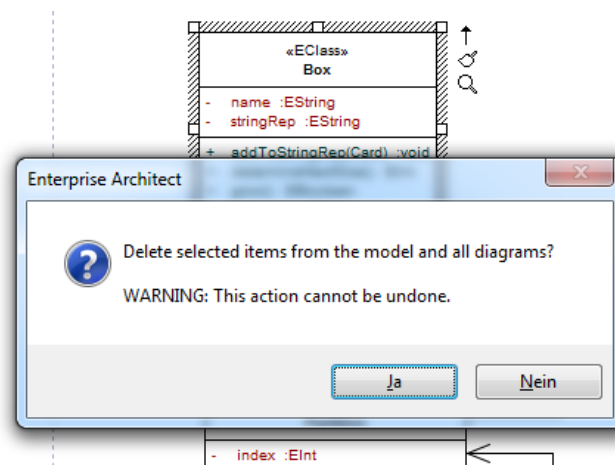 «EClass»
Box
- name :EString
- stringRep :EString
+ addToStringRep(Card) :void
Enterprise Architect
Delete selected items from the model and all diagrams?
WARNING: This action cannot be undone.
Ja
Nein
- index :EInt